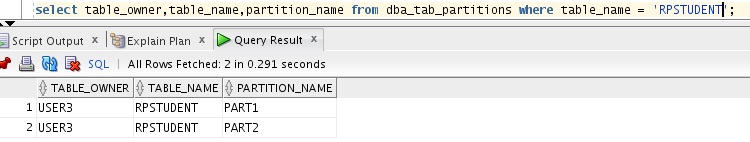 select table_owner,table_name,partition_name from dba_tab_partitions where table_name = 'RPSTUDENT';
Script Output x Explain Plan x Query Result x
SQL | All Rows Fetched: 2 in 0.291 seconds
TABLE_OWNER TABLE_NAME PARTITION_NAME
1 USER3 RPSTUDENT PART1
2 USER3 RPSTUDENT PART2